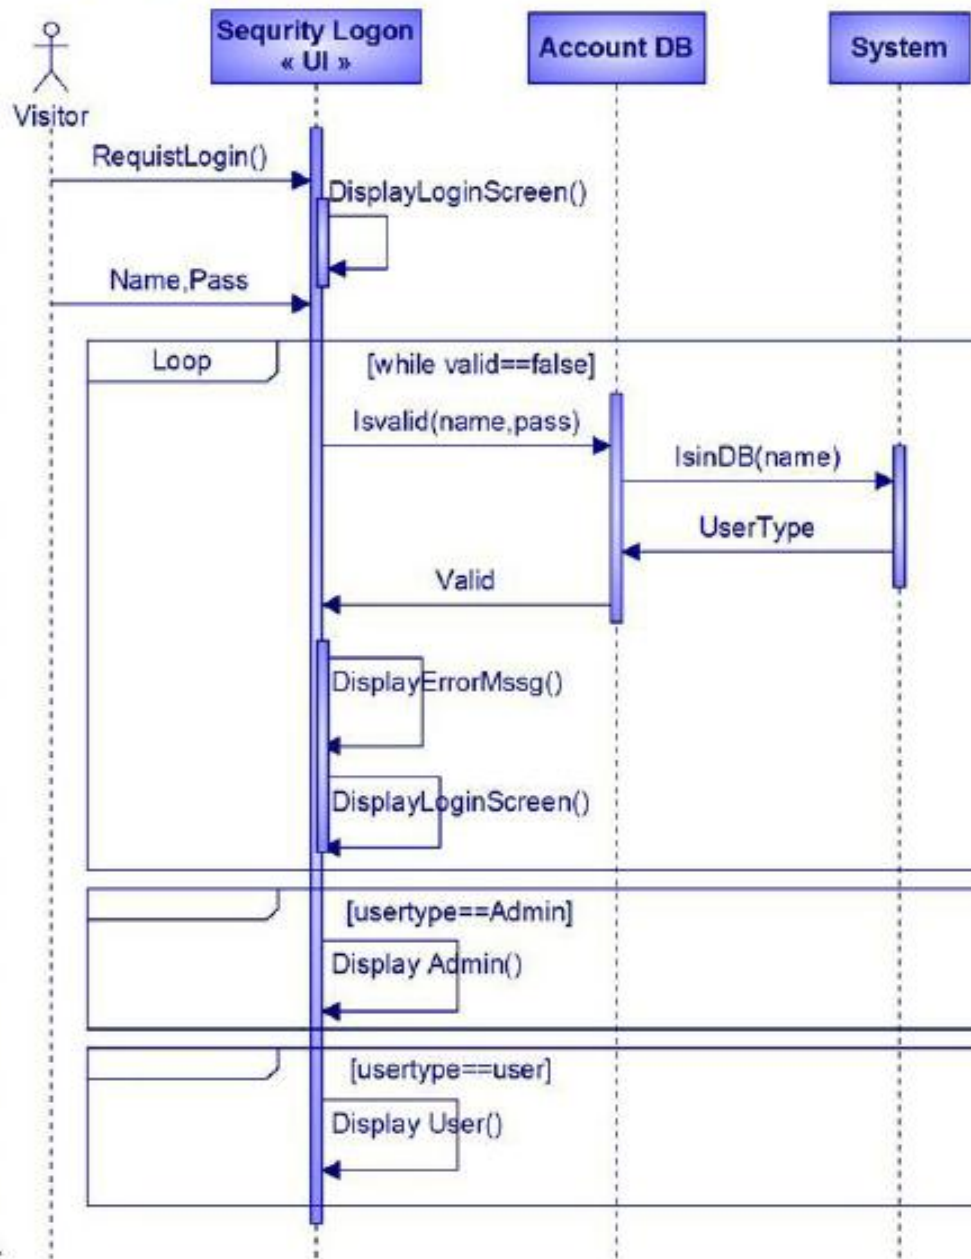 Sequrity Logon
« UI »
Account DB
System
Visitor
RequistLogin()
DisplayLoginScreen()
Name,Pass
Loop
[while valid==false]
Isvalid(name,pass)
IsinDB(name)
UserType
Valid
DisplayErrorMssg()
DisplayLoginScreen()
[usertype==Admin]
Display Admin()
[usertype==user]
Display User()